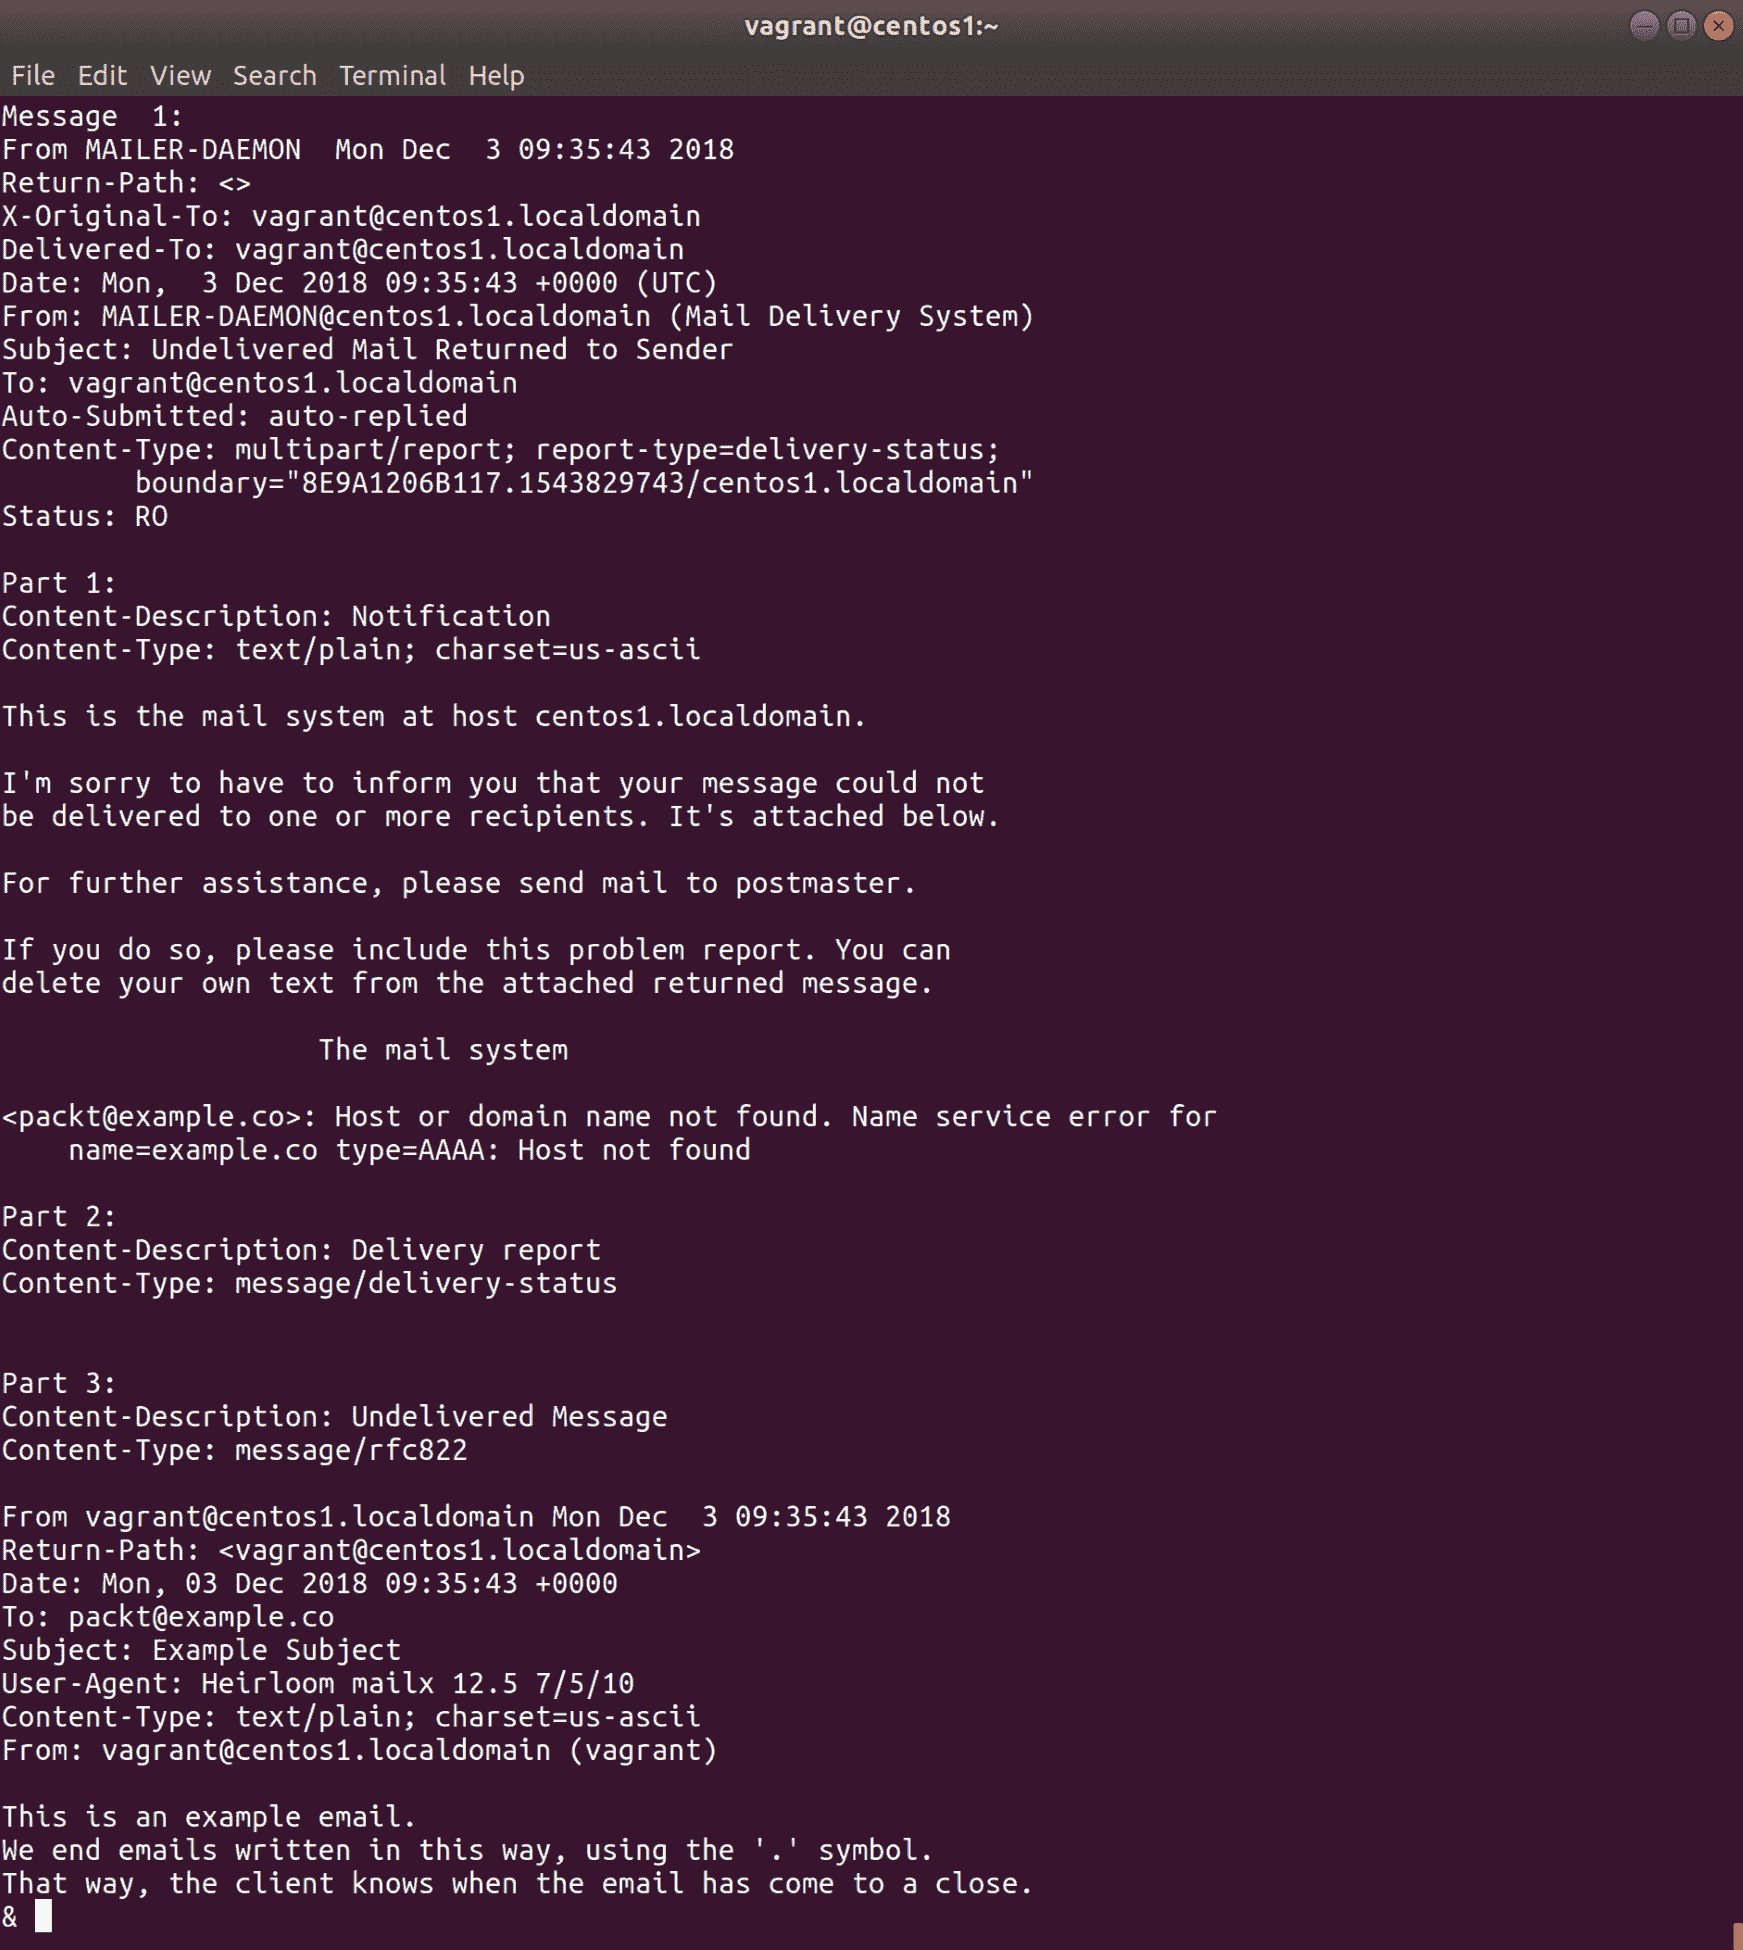 vagrant@centos1:~
File Edit View Search Terminal Help
Message  1:
From MAILER-DAEMON  Mon Dec  3 09:35:43 2018
Return-Path: <>
X-Original-To: vagrant@centos1.localdomain
Delivered-To: vagrant@centos1.localdomain
Date: Mon,  3 Dec 2018 09:35:43 +0000 (UTC)
From: MAILER-DAEMON@centos1.localdomain (Mail Delivery System)
Subject: Undelivered Mail Returned to Sender
To: vagrant@centos1.localdomain
Auto-Submitted: auto-replied
Content-Type: multipart/report; report-type=delivery-status;
        boundary="8E9A1206B117.1543829743/centos1.localdomain"
Status: RO

Part 1:
Content-Description: Notification
Content-Type: text/plain; charset=us-ascii

This is the mail system at host centos1.localdomain.

I'm sorry to have to inform you that your message could not
be delivered to one or more recipients. It's attached below.

For further assistance, please send mail to postmaster.

If you do so, please include this problem report. You can
delete your own text from the attached returned message.

                   The mail system

<packt@example.co>: Host or domain name not found. Name service error for
    name=example.co type=AAAA: Host not found

Part 2:
Content-Description: Delivery report
Content-Type: message/delivery-status

Part 3:
Content-Description: Undelivered Message
Content-Type: message/rfc822

From vagrant@centos1.localdomain Mon Dec  3 09:35:43 2018
Return-Path: <vagrant@centos1.localdomain>
Date: Mon, 03 Dec 2018 09:35:43 +0000
To: packt@example.co
Subject: Example Subject
User-Agent: Heirloom mailx 12.5 7/5/10
Content-Type: text/plain; charset=us-ascii
From: vagrant@centos1.localdomain (vagrant)

This is an example email.
We end emails written in this way, using the '.' symbol.
That way, the client knows when the email has come to a close.
&